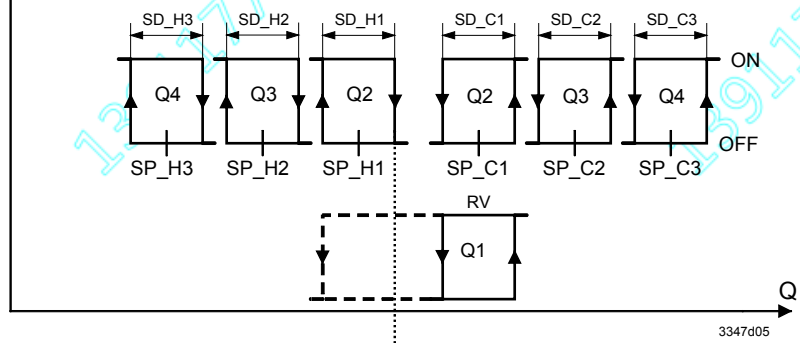 SD_H3 SD_H2 SD_H1 SD_C1 SD_C2 SD_C3
ON
Q4 Q3 Q2 Q2 Q3 Q4
OFF
SP_H3 SP_H2 SP_H1 SP_C1 SP_C2 SP_C3
RV
Q1
Q
3347d05